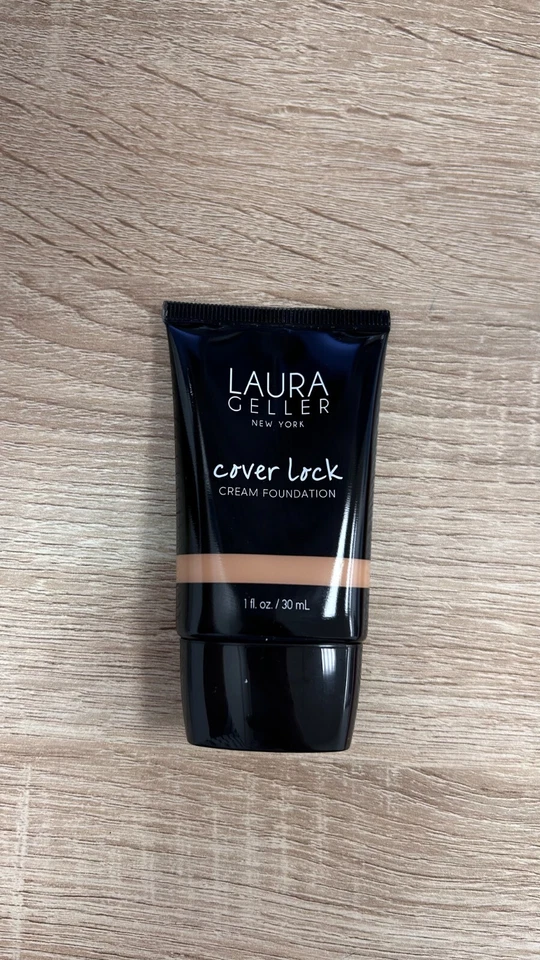 LAURA
GELLER
NEW YORK
cover lock
CREAM FOUNDATION
1 fl. oz. / 30 mL